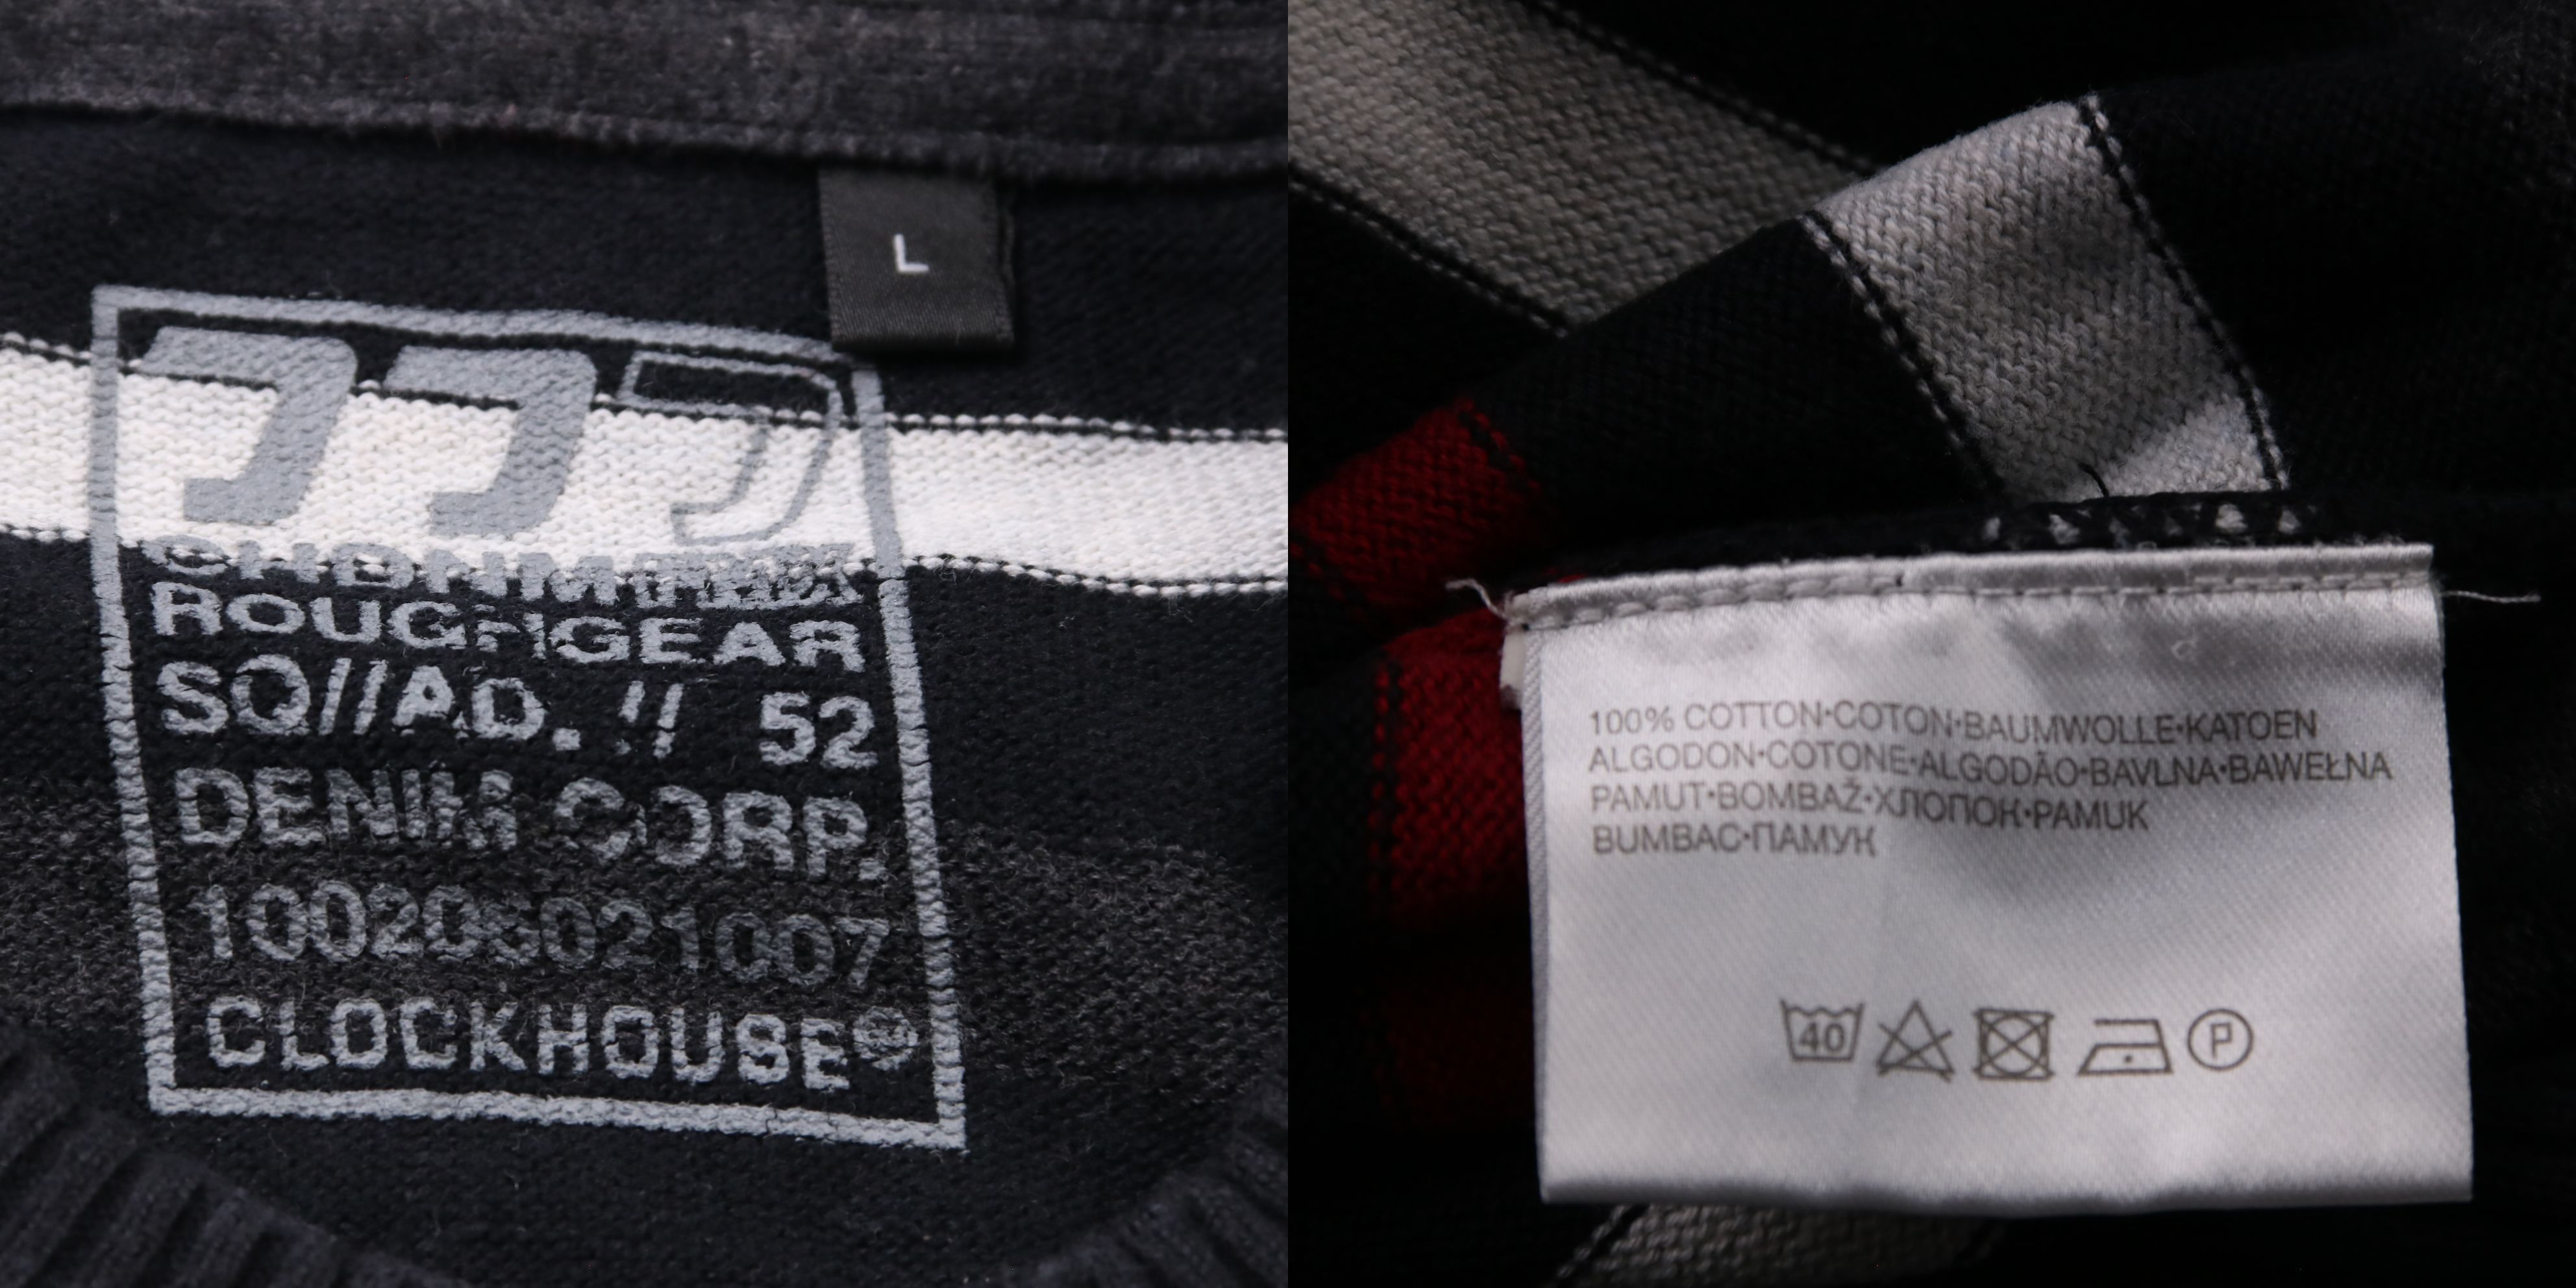 L
ROUGHGEAR
SQ//AD. !! 52
DENIM CORP.
CLOCKHOUSE
100% COTTON•COTON•BAUMWOLLE•KATOEN
ALGODON•COTONE•ALGODÃO•BAVLNA•BAWEŁNA
PAMUT•BOMBAŽ•ХЛОПОК•PAMUK
BUMBAC•ПАМУК
40
P